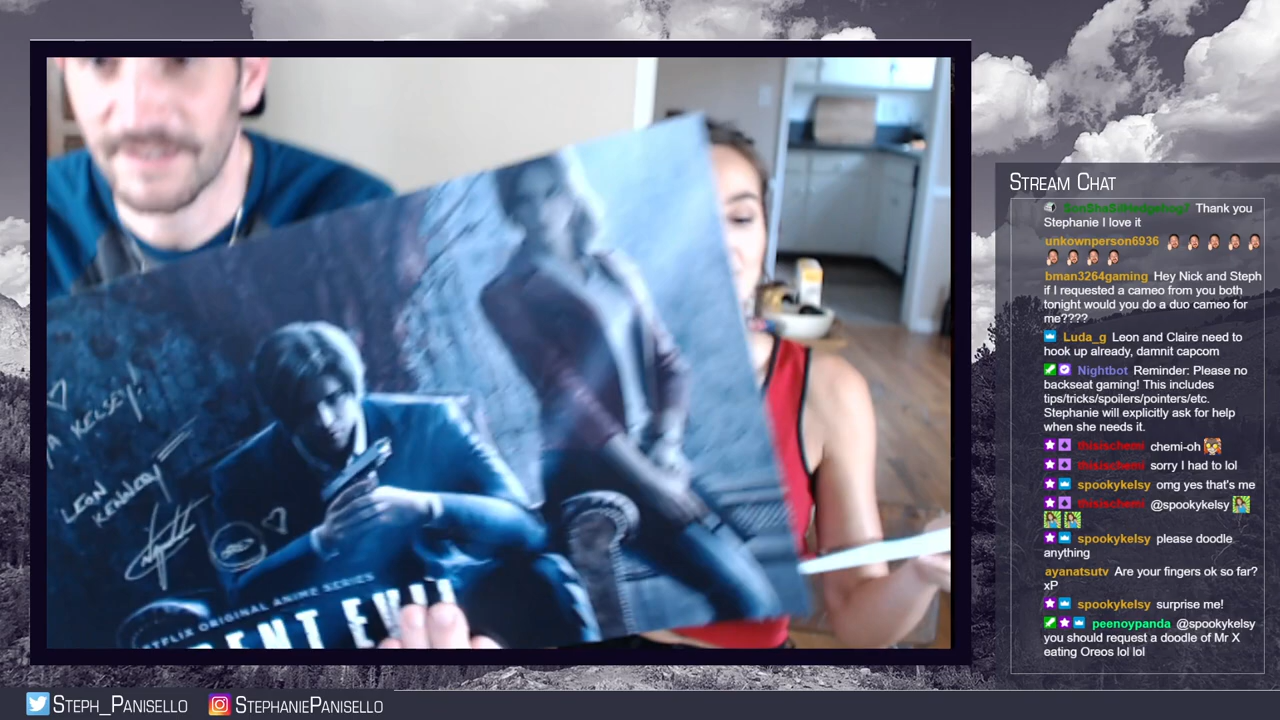 A KELSEY!
LEON
KENNEDY
NETFLIX ORIGINAL ANIME SERIES
STREAM CHAT
SonShaSilHedgehog7 Thank you
Stephanie I love it
unkownperson6936
bman3264gaming Hey Nick and Steph
if I requested a cameo from you both
tonight would you do a duo cameo for
me????
Luda_g Leon and Claire need to
hook up already, damnit capcom
Nightbot Reminder: Please no
backseat gaming! This includes
tips/tricks/spoilers/pointers/etc.
Stephanie will explicitly ask for help
when she needs it.
thisischemi chemi-oh
thisischemi sorry I had to lol
spookykelsy omg yes that's me
thisischemi @spookykelsy
spookykelsy please doodle
anything
ayanatsutv Are your fingers ok so far?
xP
spookykelsy surprise me!
peenoypanda @spookykelsy
you should request a doodle of Mr X
eating Oreos lol lol
STEPH_PANISELLO
STEPHANIEPANISELLO